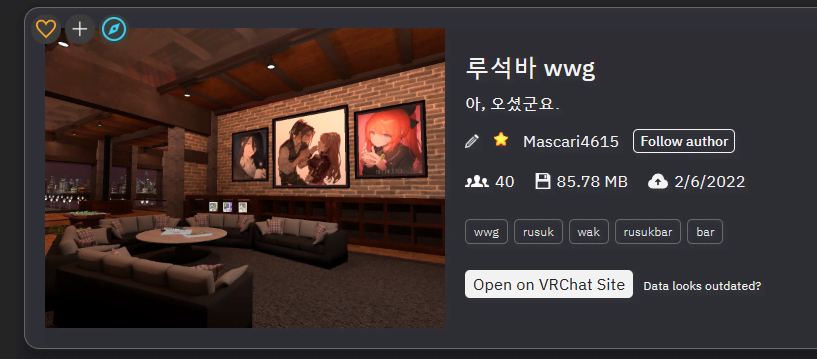 루석바 wwg
아, 오셨군요.
Mascari4615 Follow author
40 85.78 MB 2/6/2022
wwg rusuk wak rusukbar bar
Open on VRChat Site Data looks outdated?